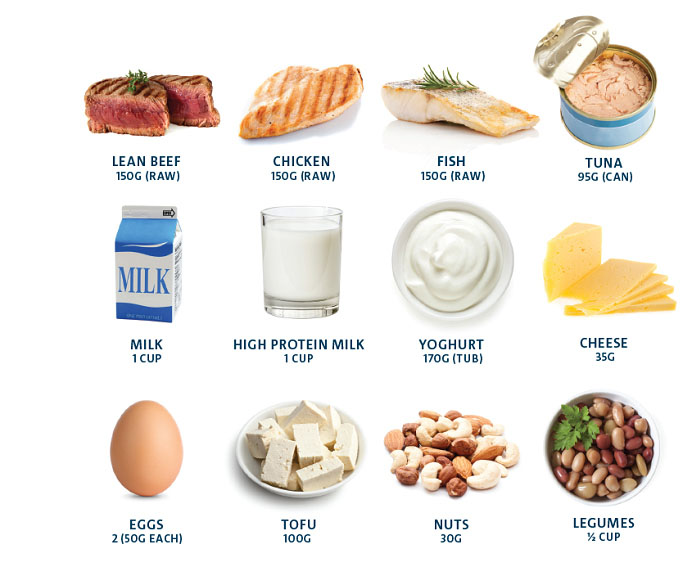 LEAN BEEF
150G (RAW)
CHICKEN
150G (RAW)
FISH
150G (RAW)
TUNA
95G (CAN)
MILK
MILK
1 CUP
HIGH PROTEIN MILK
1 CUP
YOGHURT
170G (TUB)
CHEESE
35G
EGGS
2 (50G EACH)
TOFU
100G
NUTS
30G
LEGUMES
½ CUP